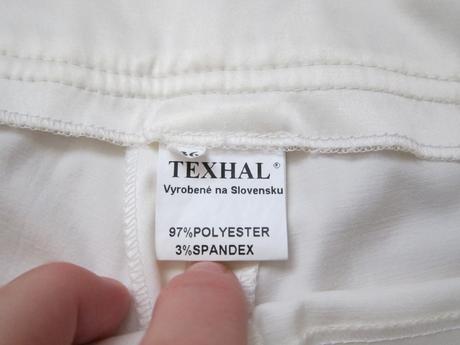 TEXHAL®
Vyrobené na Slovensku
97%POLYESTER
3%SPANDEX